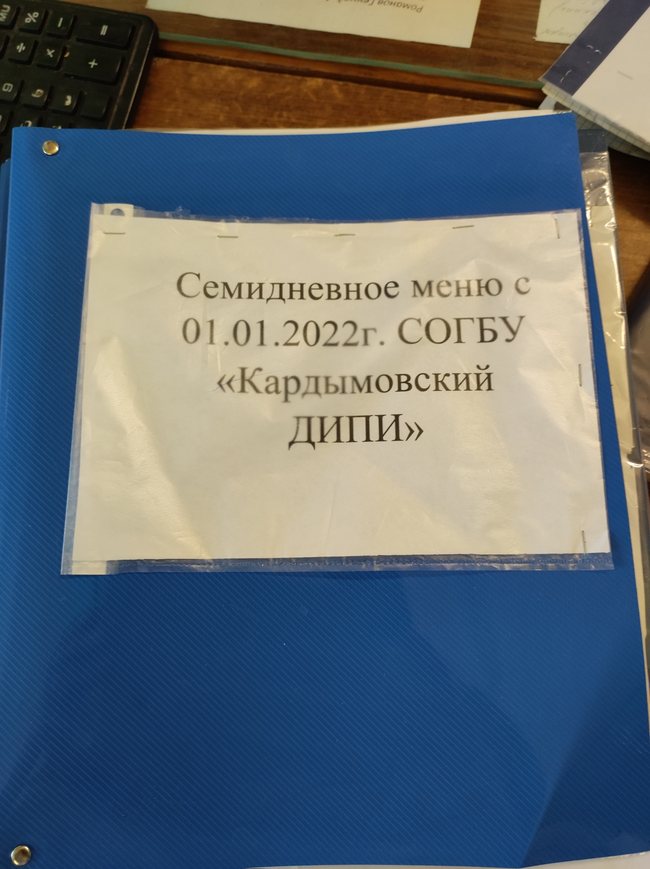 Семидневное меню с
01.01.2022г. СОГБУ
«Кардымовский
ДИПИ»